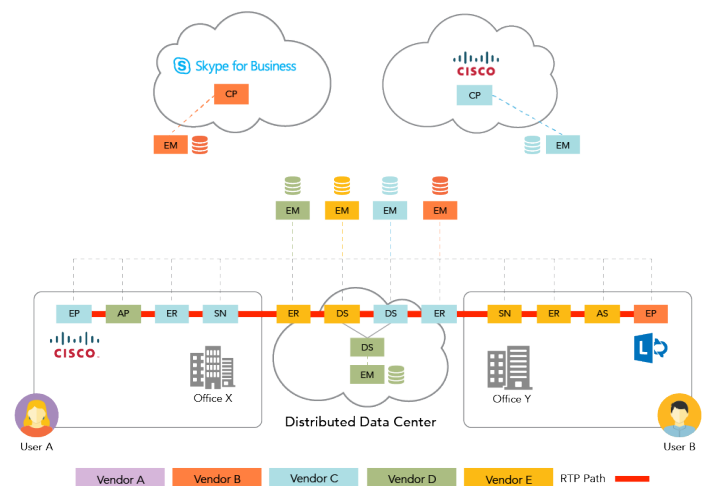 Skype for Business
CISCO
CP
CP
EM
EM
EM
EM
EM
EM
EP
AP
ER
SN
ER
DS
DS
ER
SN
ER
AS
EP
CISCO.
DS
EM
L
Office X
Office Y
Distributed Data Center
User A
User B
Vendor A
Vendor B
Vendor C
Vendor D
Vendor E
RTP Path